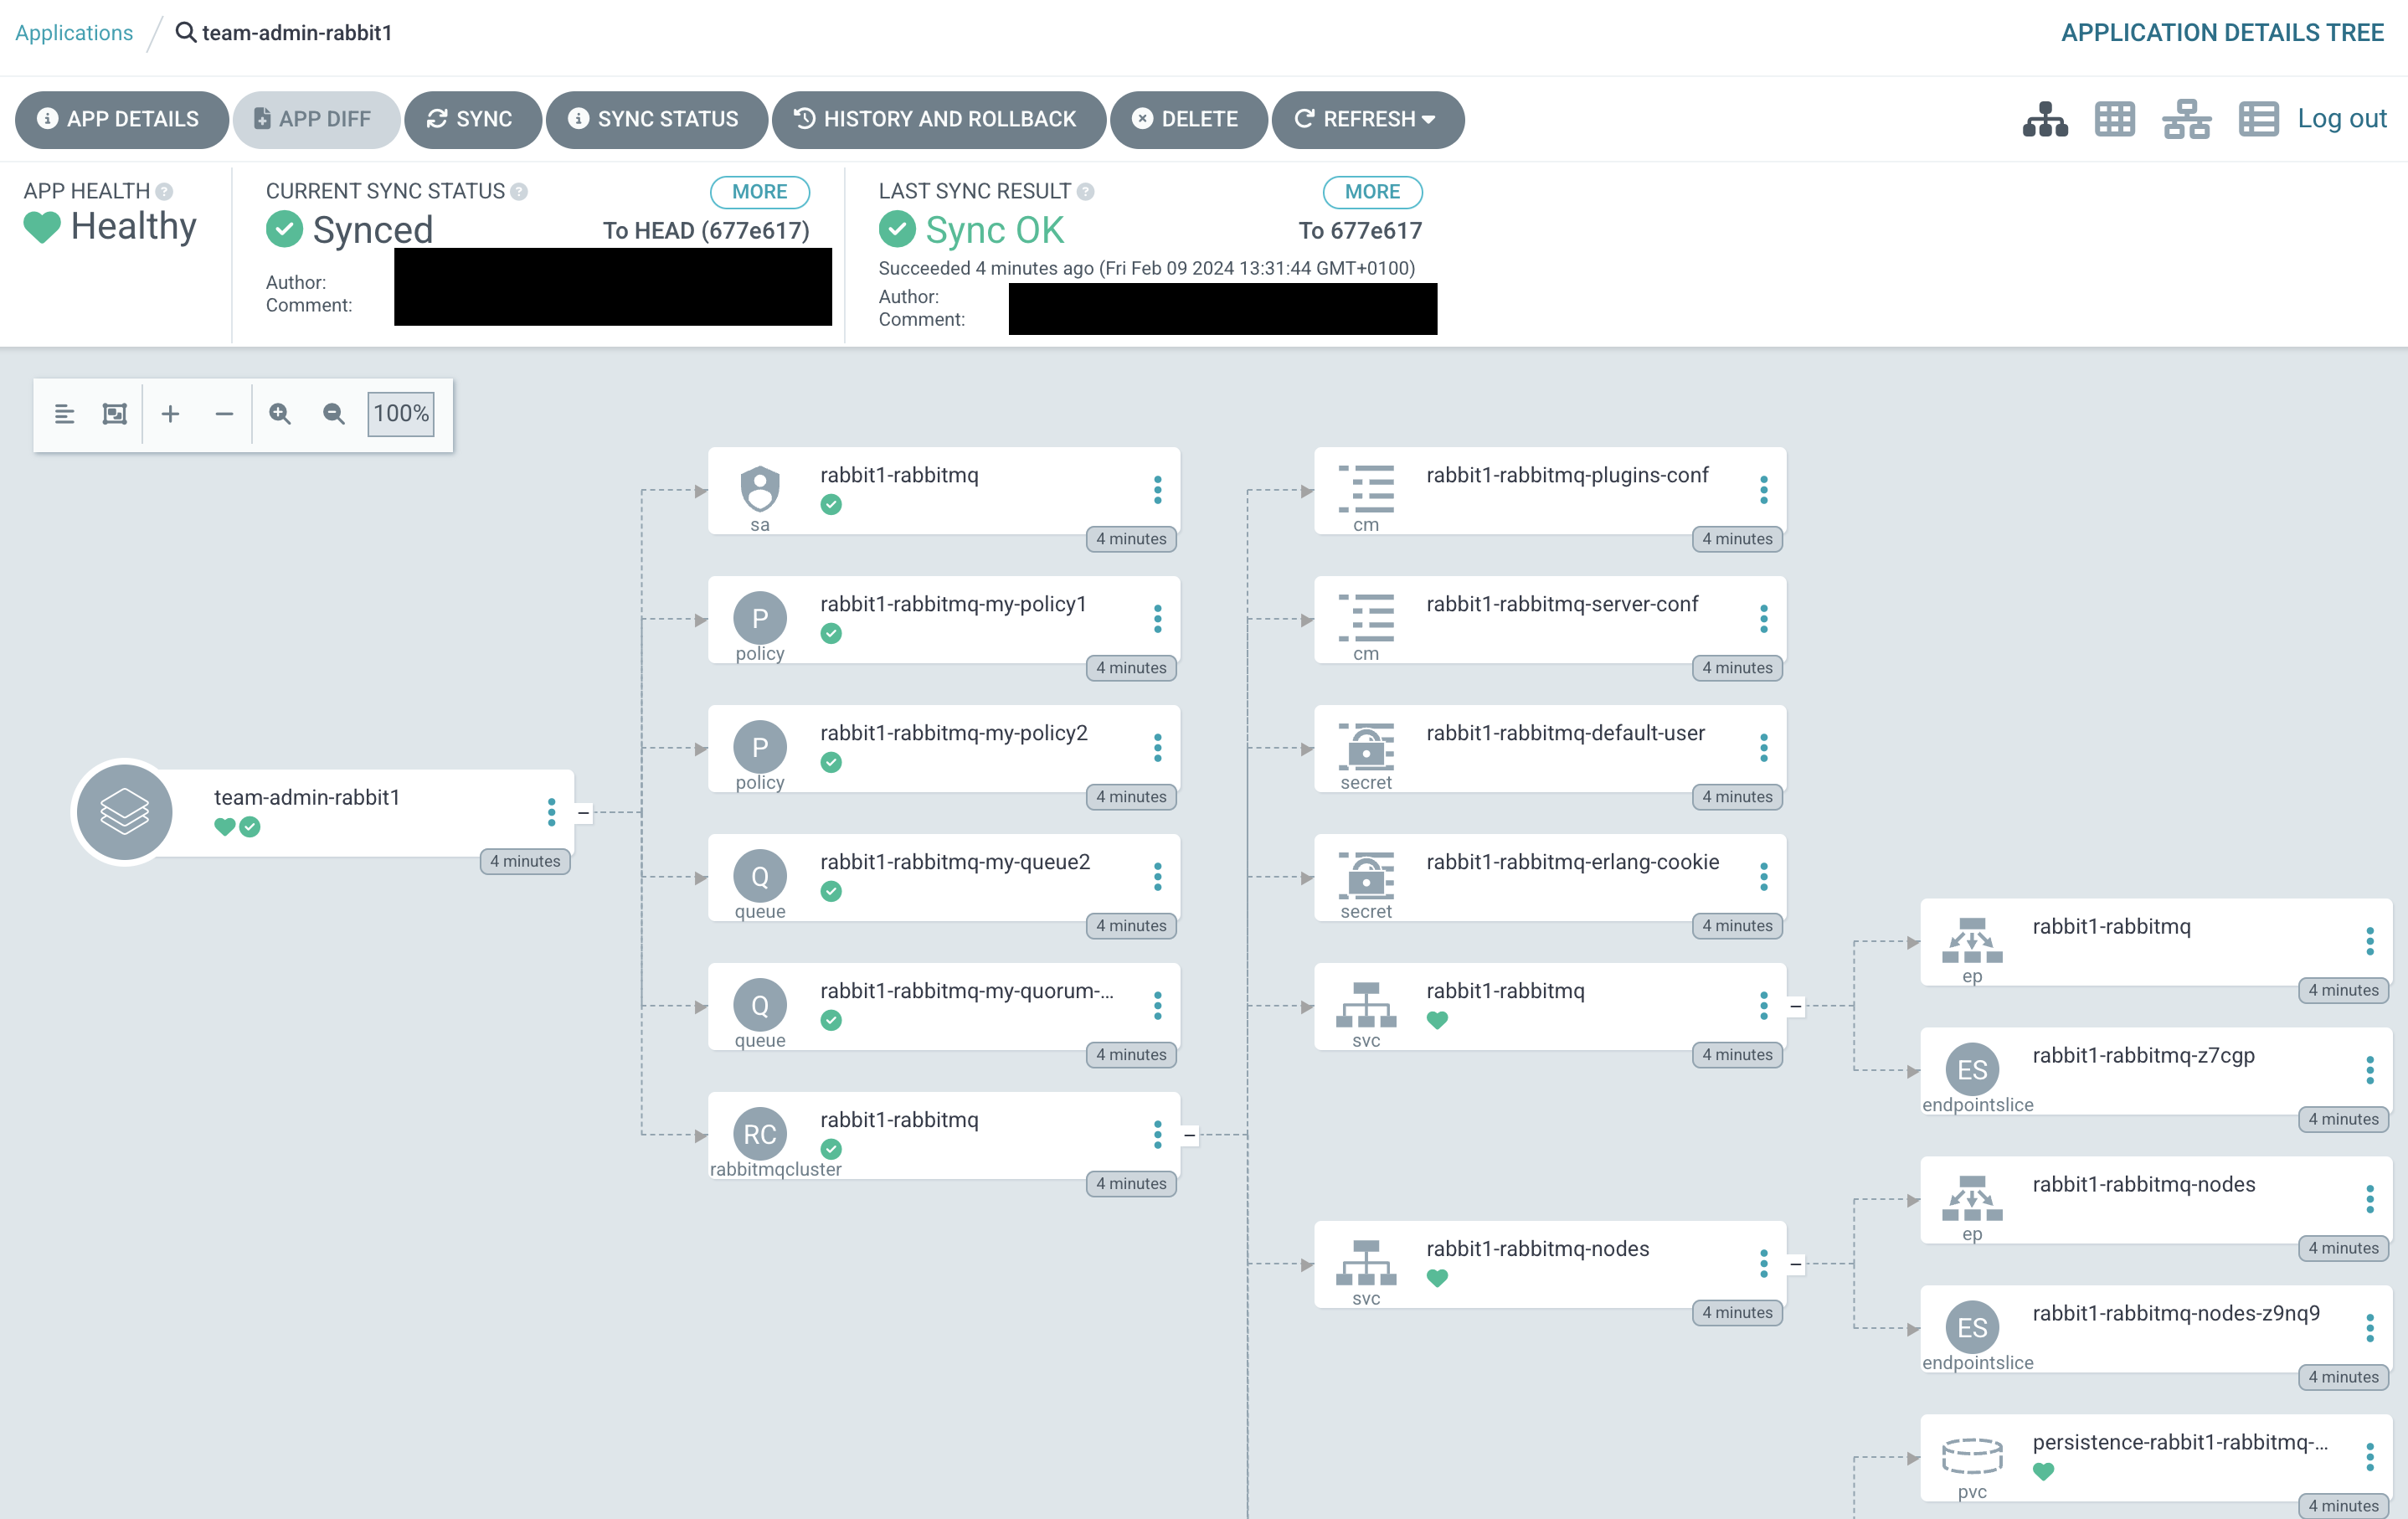 Applications / team-admin-rabbit1
APPLICATION DETAILS TREE
APP DETAILS
APP DIFF
SYNC
SYNC STATUS
HISTORY AND ROLLBACK
DELETE
REFRESH
Log out
APP HEALTH
Healthy
CURRENT SYNC STATUS
MORE
Synced
To HEAD (677e617)
Author:
Comment:
LAST SYNC RESULT
MORE
Sync OK
To 677e617
Succeeded 4 minutes ago (Fri Feb 09 2024 13:31:44 GMT+0100)
Author:
Comment:
100%
team-admin-rabbit1
4 minutes
rabbit1-rabbitmq
sa
4 minutes
P
rabbit1-rabbitmq-my-policy1
policy
4 minutes
P
rabbit1-rabbitmq-my-policy2
policy
4 minutes
Q
rabbit1-rabbitmq-my-queue2
queue
4 minutes
Q
rabbit1-rabbitmq-my-quorum-...
queue
4 minutes
RC
rabbit1-rabbitmq
rabbitmqcluster
4 minutes
rabbit1-rabbitmq-plugins-conf
cm
4 minutes
rabbit1-rabbitmq-server-conf
cm
4 minutes
rabbit1-rabbitmq-default-user
secret
4 minutes
rabbit1-rabbitmq-erlang-cookie
secret
4 minutes
rabbit1-rabbitmq
svc
4 minutes
rabbit1-rabbitmq-nodes
svc
4 minutes
rabbit1-rabbitmq
ep
4 minutes
ES
rabbit1-rabbitmq-z7cgp
endpointslice
4 minutes
rabbit1-rabbitmq-nodes
ep
4 minutes
ES
rabbit1-rabbitmq-nodes-z9nq9
endpointslice
4 minutes
persistence-rabbit1-rabbitmq-...
pvc
4 minutes